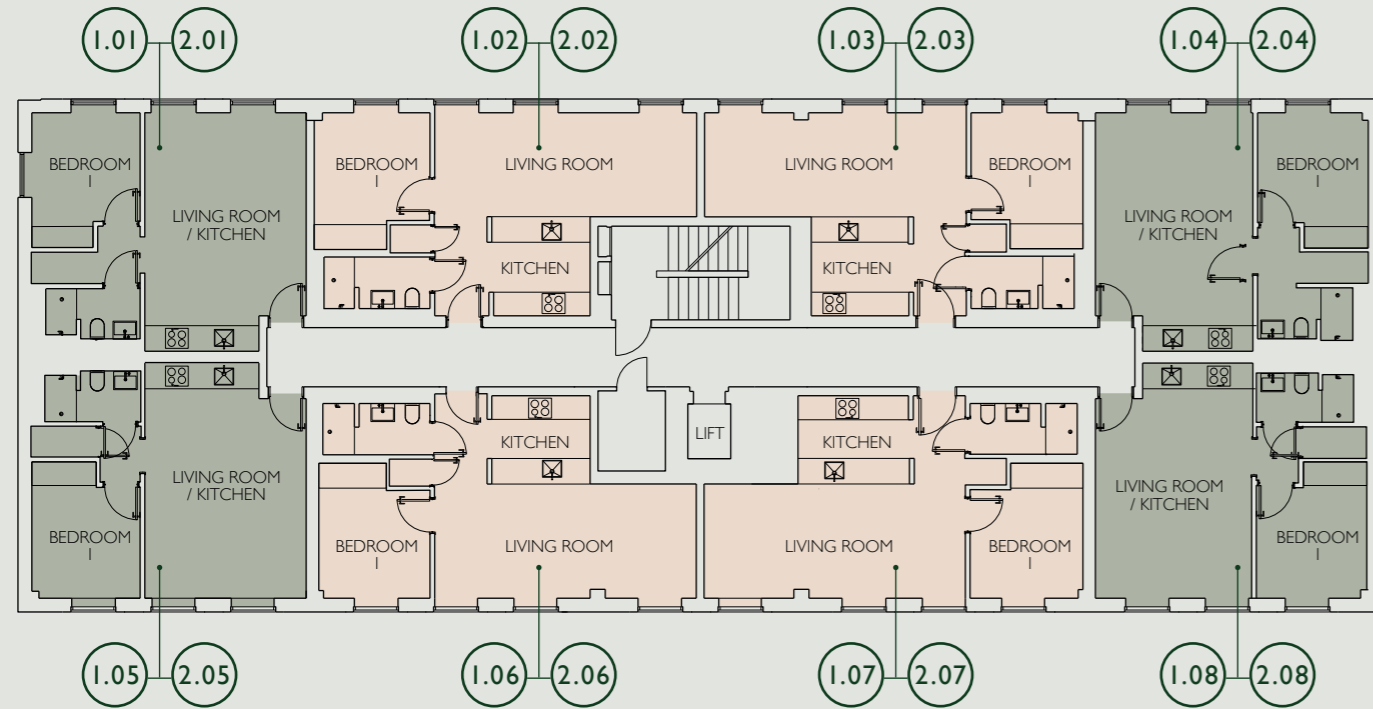 1.01 2.01
1.02 2.02
1.03 2.03
1.04 2.04
BEDROOM
1
LIVING ROOM
/ KITCHEN
BEDROOM
1
LIVING ROOM
KITCHEN
LIVING ROOM
KITCHEN
BEDROOM
1
LIVING ROOM
/ KITCHEN
BEDROOM
1
LIFT
BEDROOM
1
LIVING ROOM
/ KITCHEN
BEDROOM
1
KITCHEN
LIVING ROOM
KITCHEN
LIVING ROOM
BEDROOM
1
LIVING ROOM
/ KITCHEN
BEDROOM
1
1.05 2.05
1.06 2.06
1.07 2.07
1.08 2.08